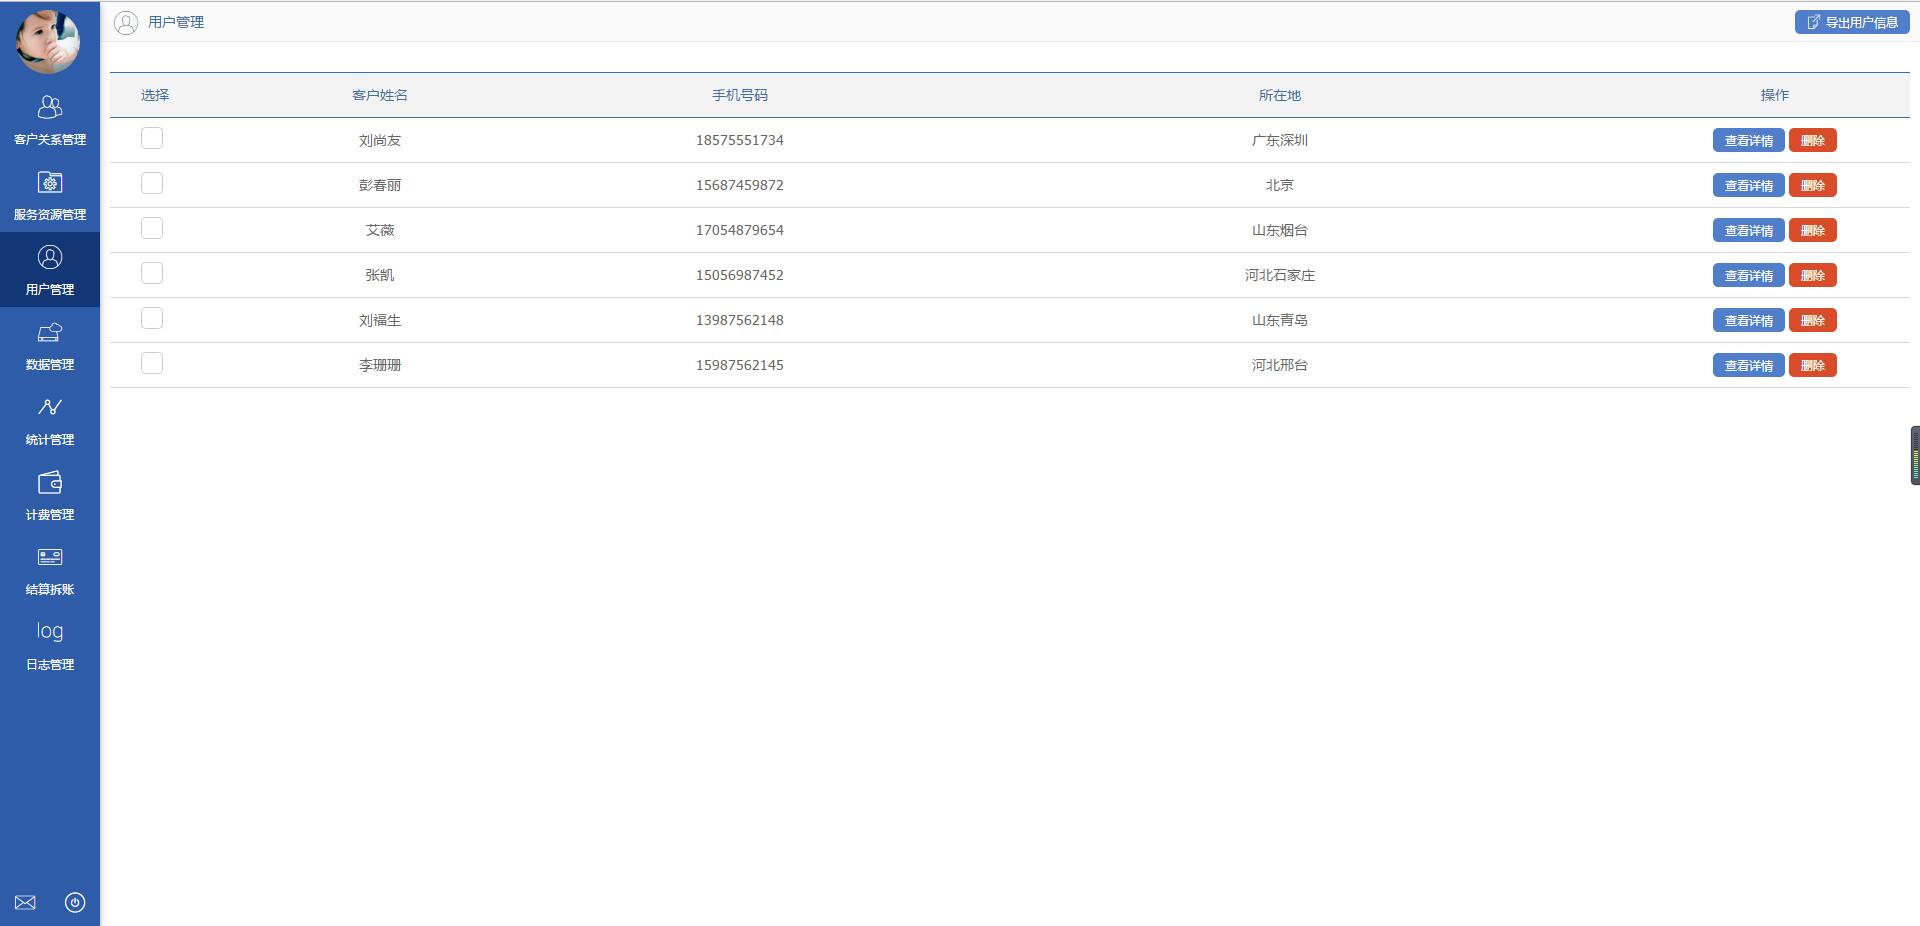 用户管理
导出用户信息
客户关系管理
服务资源管理
用户管理
数据管理
统计管理
计费管理
结算拆账
log
日志管理
选择 客户姓名 手机号码 所在地 操作
刘尚友 18575551734 广东深圳 查看详情 删除
彭春丽 15687459872 北京 查看详情 删除
艾薇 17054879654 山东烟台 查看详情 删除
张凯 15056987452 河北石家庄 查看详情 删除
刘福生 13987562148 山东青岛 查看详情 删除
李珊珊 15987562145 河北邢台 查看详情 删除